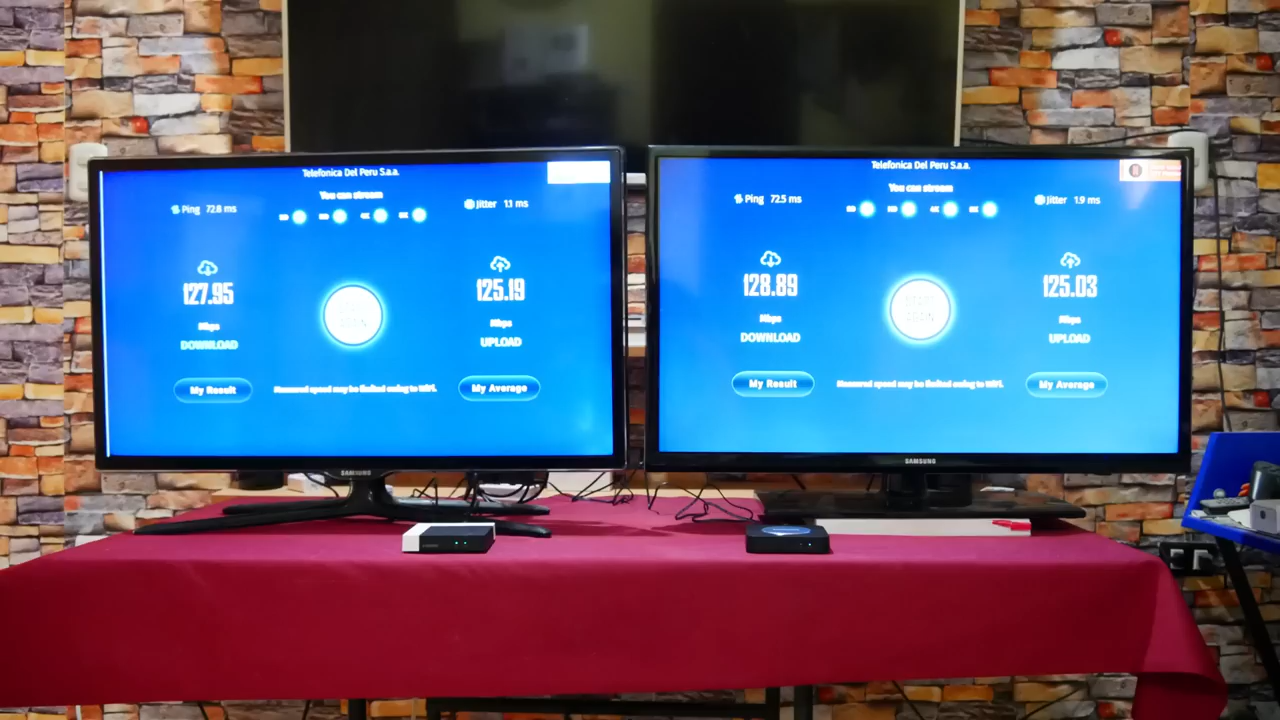 Telefonica Del Peru S.a.a.
You can stream
Ping 72.8 ms
Jitter 1.1 ms
127.95
Mbps
DOWNLOAD
125.19
Mbps
UPLOAD
My Result
Measured speed may be limited owing to WiFi.
My Average
SAMSUNG
Telefonica Del Peru S.a.a.
You can stream
Ping 72.5 ms
Jitter 1.9 ms
128.89
Mbps
DOWNLOAD
START
AGAIN
125.03
Mbps
UPLOAD
My Result
Measured speed may be limited owing to WiFi.
My Average
SAMSUNG